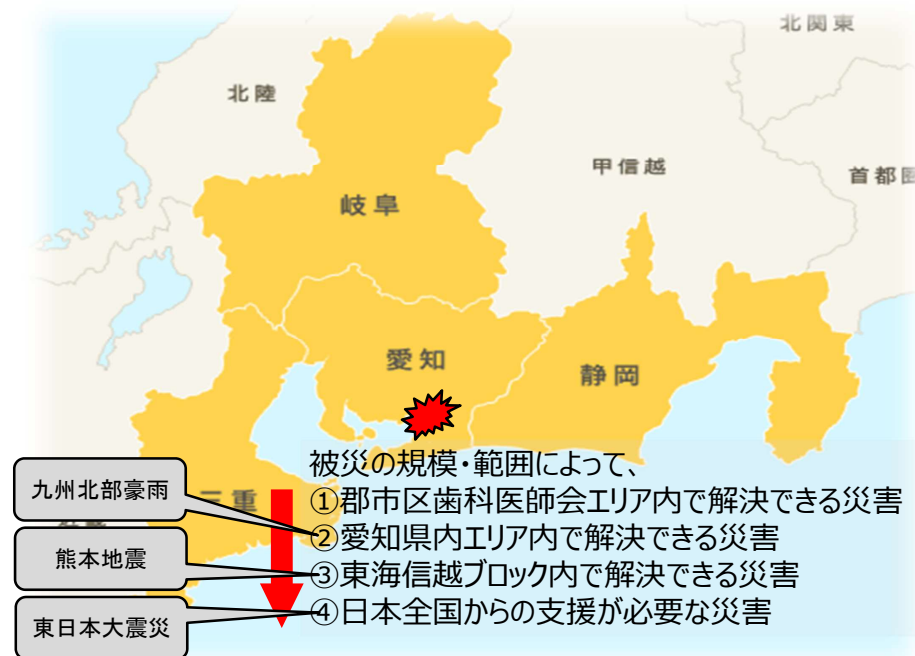 北関東
北陸
甲信越
首都圏
岐阜
愛知
静岡
三重
近畿
被災の規模・範囲によって、
①郡市区歯科医師会エリア内で解決できる災害
②愛知県内エリア内で解決できる災害
③東海信越ブロック内で解決できる災害
④日本全国からの支援が必要な災害
九州北部豪雨
熊本地震
東日本大震災